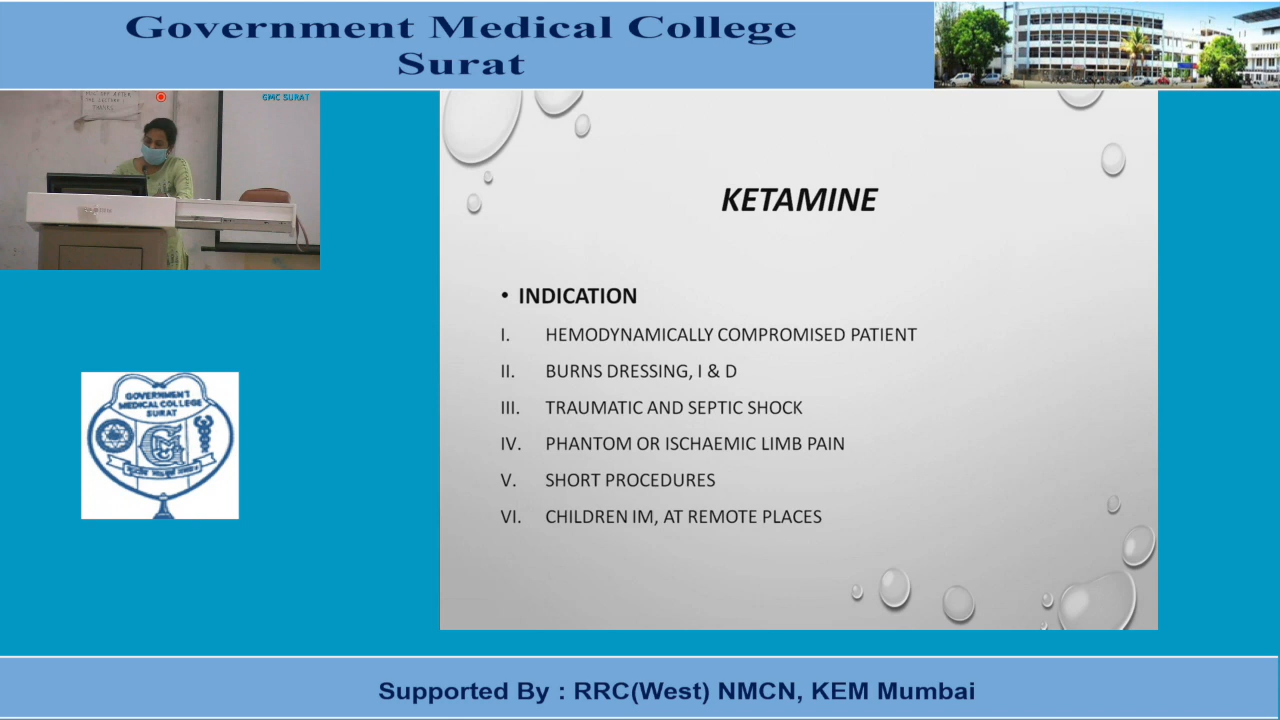 Government Medical College
Surat
THANKS
GMC SURAT
KETAMINE
• INDICATION
I. HEMODYNAMICALLY COMPROMISED PATIENT
II. BURNS DRESSING, I & D
III. TRAUMATIC AND SEPTIC SHOCK
IV. PHANTOM OR ISCHAEMIC LIMB PAIN
V. SHORT PROCEDURES
VI. CHILDREN IM, AT REMOTE PLACES
GOVERNMENT
MEDICAL COLLEGE
SURAT
Supported By : RRC(West) NMCN, KEM Mumbai